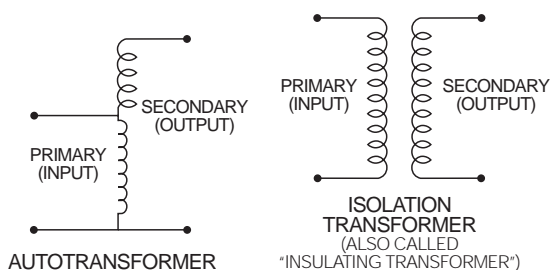 SECONDARY
(OUTPUT)
PRIMARY
(INPUT)
AUTOTRANSFORMER
PRIMARY
(INPUT)
SECONDARY
(OUTPUT)
ISOLATION
TRANSFORMER
(ALSO CALLED
“INSULATING TRANSFORMER”)